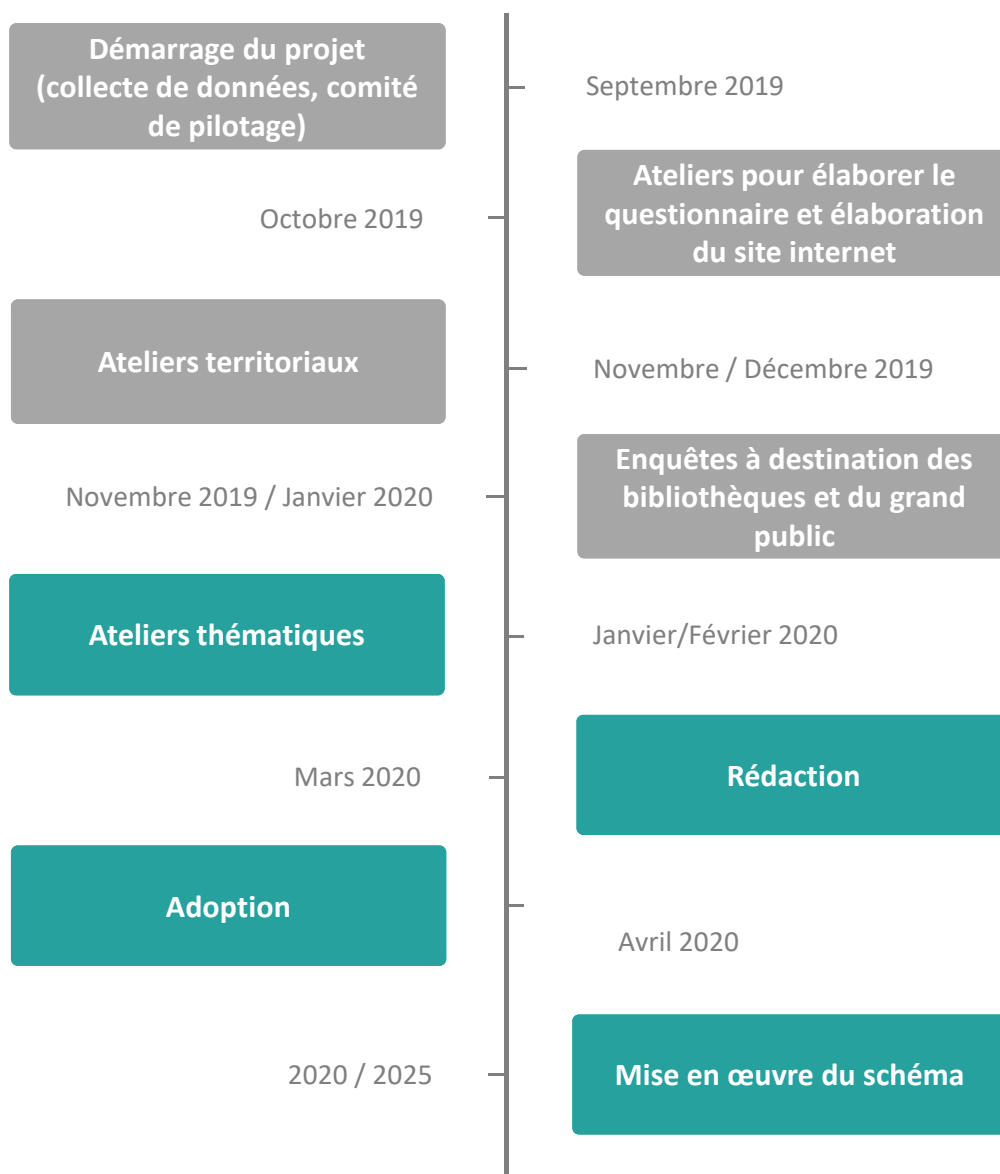 Démarrage du projet
(collecte de données, comité
de pilotage)
Septembre 2019
Ateliers pour élaborer le
questionnaire et élaboration
du site internet
Octobre 2019
Ateliers territoriaux
Novembre / Décembre 2019
Enquêtes à destination des
bibliothèques et du grand
public
Novembre 2019 / Janvier 2020
Ateliers thématiques
Janvier/Février 2020
Rédaction
Mars 2020
Adoption
Avril 2020
Mise en œuvre du schéma
2020 / 2025